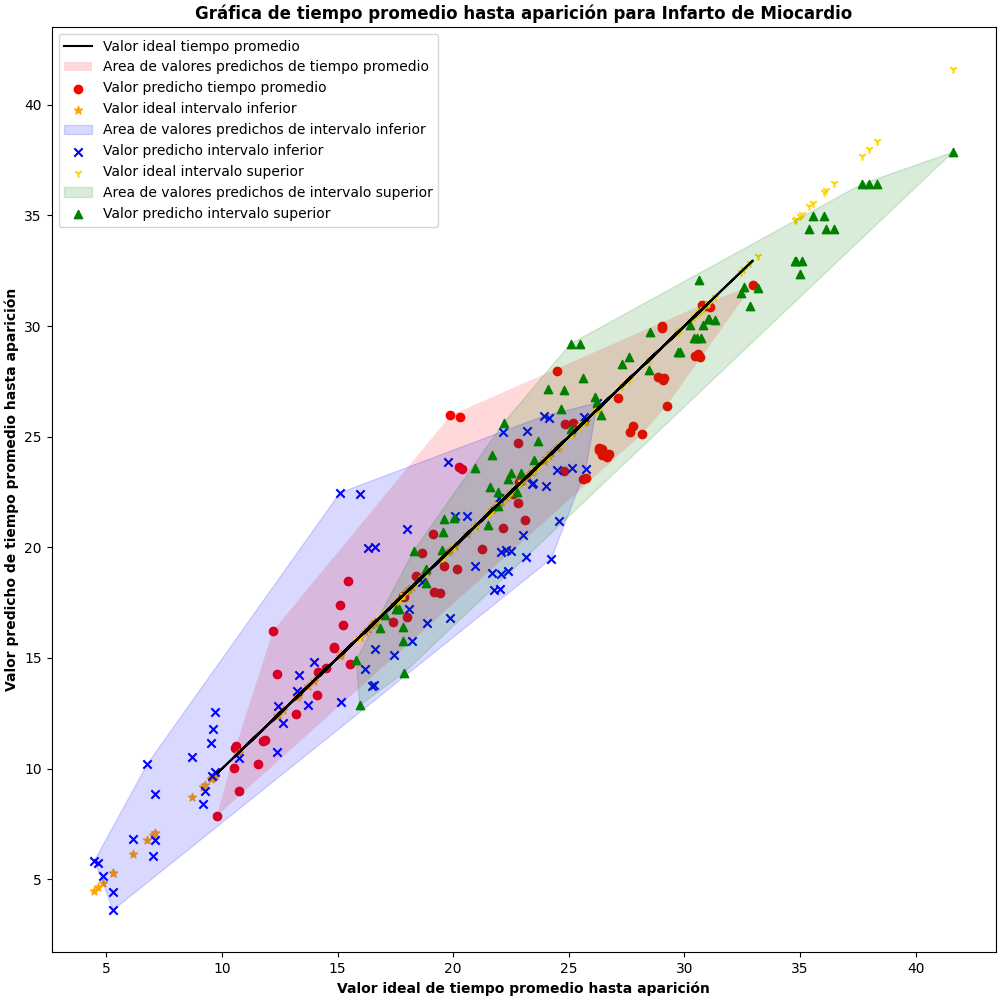 Gráfica de tiempo promedio hasta aparición para Infarto de Miocardio
Valor ideal tiempo promedio
Area de valores predichos de tiempo promedio
Valor predicho tiempo promedio
Valor ideal intervalo inferior
Area de valores predichos de intervalo inferior
Valor predicho intervalo inferior
Valor ideal intervalo superior
Area de valores predichos de intervalo superior
Valor predicho intervalo superior
Valor predicho de tiempo promedio hasta aparición
40
35
30
25
20
15
10
5
5 10 15 20 25 30 35 40
Valor ideal de tiempo promedio hasta aparición